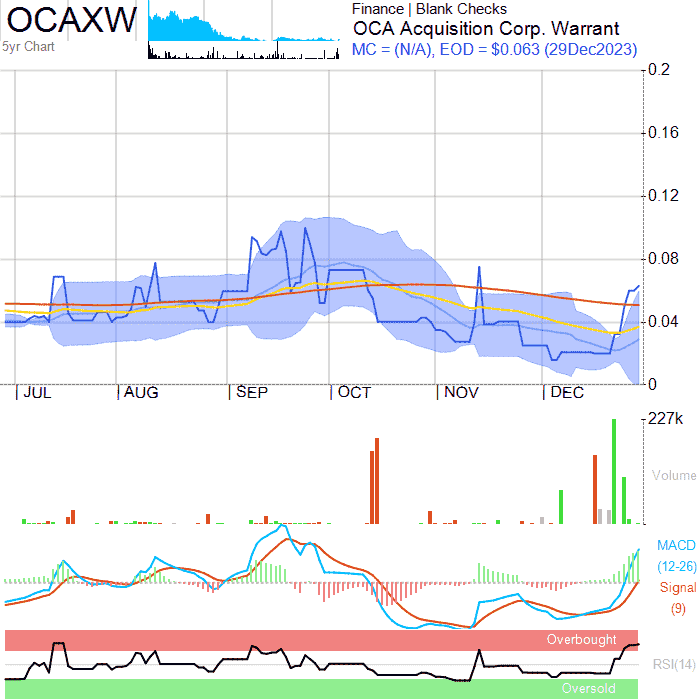 OCAXW
5yr Chart
Finance | Blank Checks
OCA Acquisition Corp. Warrant
MC = (N/A), EOD = $0.063 (29Dec2023)
0.2
0.16
0.12
0.08
0.04
0
JUL
AUG
SEP
OCT
NOV
DEC
227k
Volume
MACD
(12-26)
Signal
(9)
Overbought
RSI(14)
Oversold